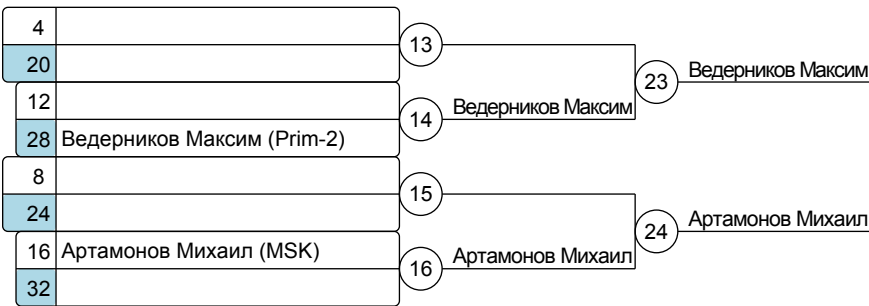 4
13
20
23 Ведерников Максим
12
14 Ведерников Максим
28 Ведерников Максим (Prim-2)
8
15
24
24 Артамонов Михаил
16 Артамонов Михаил (MSK)
16 Артамонов Михаил
32